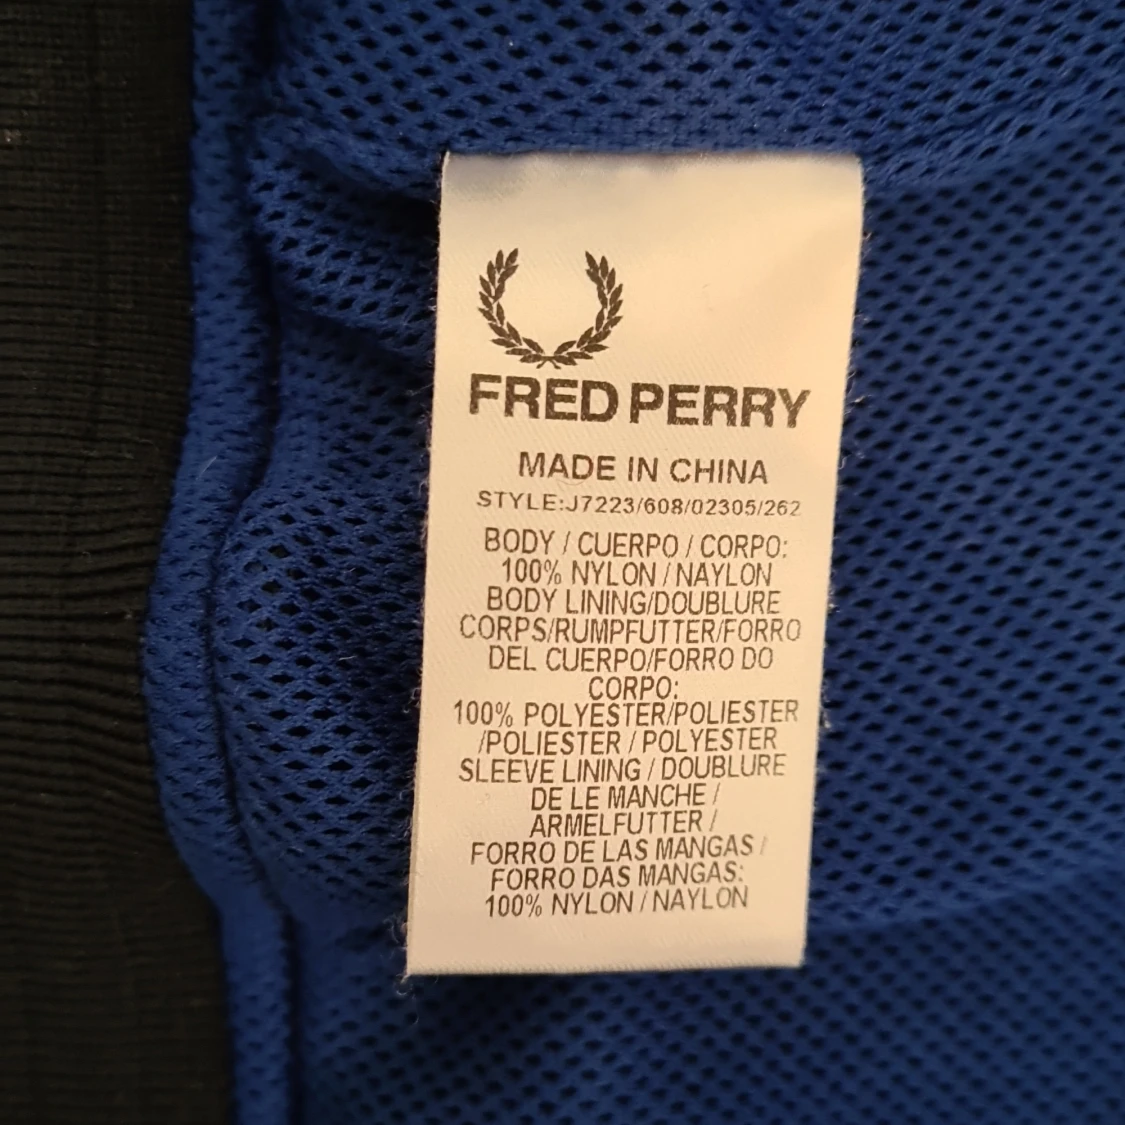 FRED PERRY
MADE IN CHINA
STYLE:J7223/608/02305/262
BODY / CUERPO / CORPO:
100% NYLON / NAYLON
BODY LINING/DOUBLURE
CORPS/RUMPFUTTER/FORRO
DEL CUERPO/FORRO DO
CORPO:
100% POLYESTER/POLIESTER
/POLIESTER / POLYESTER
SLEEVE LINING / DOUBLURE
DE LE MANCHE /
ARMELFUTTER /
FORRO DE LAS MANGAS /
FORRO DAS MANGAS:
100% NYLON / NAYLON